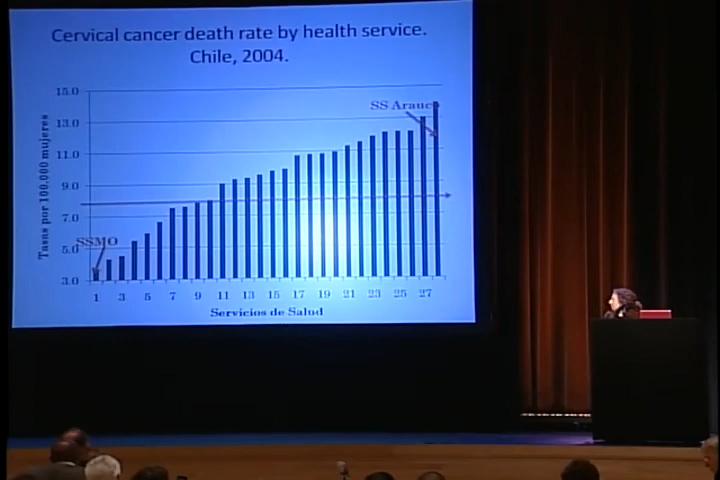 Cervical cancer death rate by health service.
Chile, 2004.
15.0
13.0
11.0
9.0
7.0
5.0
3.0
Tasas por 100.000 mujeres
SS Arauco
SSMO
1 3 5 7 9 11 13 15 17 19 21 23 25 27
Servicios de Salud